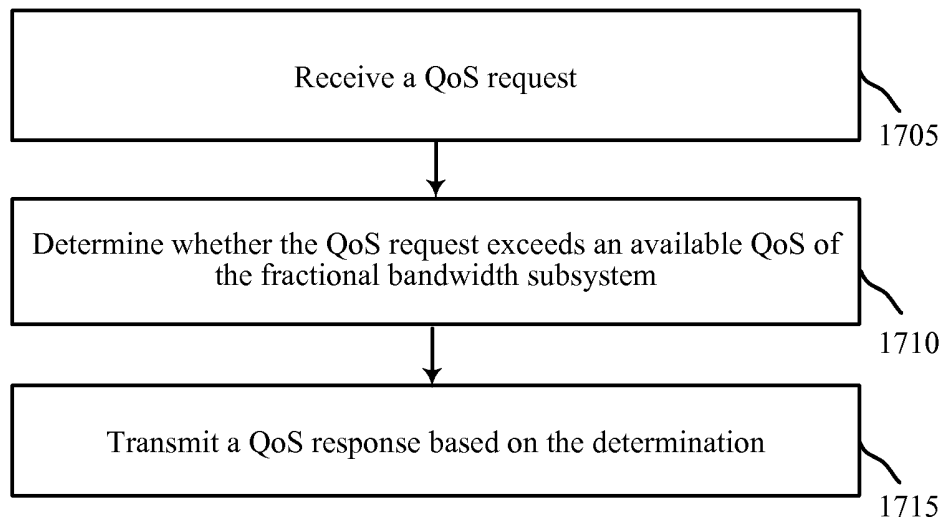 Receive a QoS request
1705
Determine whether the QoS request exceeds an available QoS of
the fractional bandwidth subsystem
1710
Transmit a QoS response based on the determination
1715